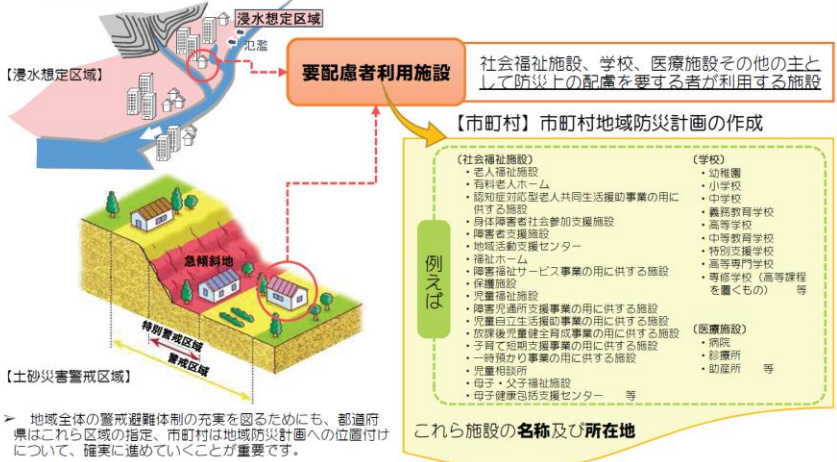 浸水想定区域
氾濫
【浸水想定区域】
要配慮者利用施設
社会福祉施設、学校、医療施設その他の主と
して防災上の配慮を要する者が利用する施設
【市町村】市町村地域防災計画の作成
例えば
(社会福祉施設)
・老人福祉施設
・有料老人ホーム
・認知症対応型老人共同生活援助事業の用に
供する施設
・身体障害者社会参加支援施設
・障害者支援施設
・地域活動支援センター
・福祉ホーム
・障害福祉サービス事業の用に供する施設
・保護施設
・児童福祉施設
・障害児通所支援事業の用に供する施設
・児童自立生活援助事業の用に供する施設
・放課後児童健全育成事業の用に供する施設
・子育て短期支援事業の用に供する施設
・一時預かり事業の用に供する施設
・児童相談所
・母子・父子福祉施設
・母子健康包括支援センター 等
(学校)
・幼稚園
・小学校
・中学校
・義務教育学校
・高等学校
・中等教育学校
・特別支援学校
・高等専門学校
・専修学校(高等課程
を置くもの) 等
(医療施設)
・病院
・診療所
・助産所 等
これら施設の名称及び所在地
急傾斜地
特別警戒区域
警戒区域
【土砂災害警戒区域】
➢ 地域全体の警戒避難体制の充実を図るためにも、都道府
県はこれら区域の指定、市町村は地域防災計画への位置付け
について、確実に進めていくことが重要です。